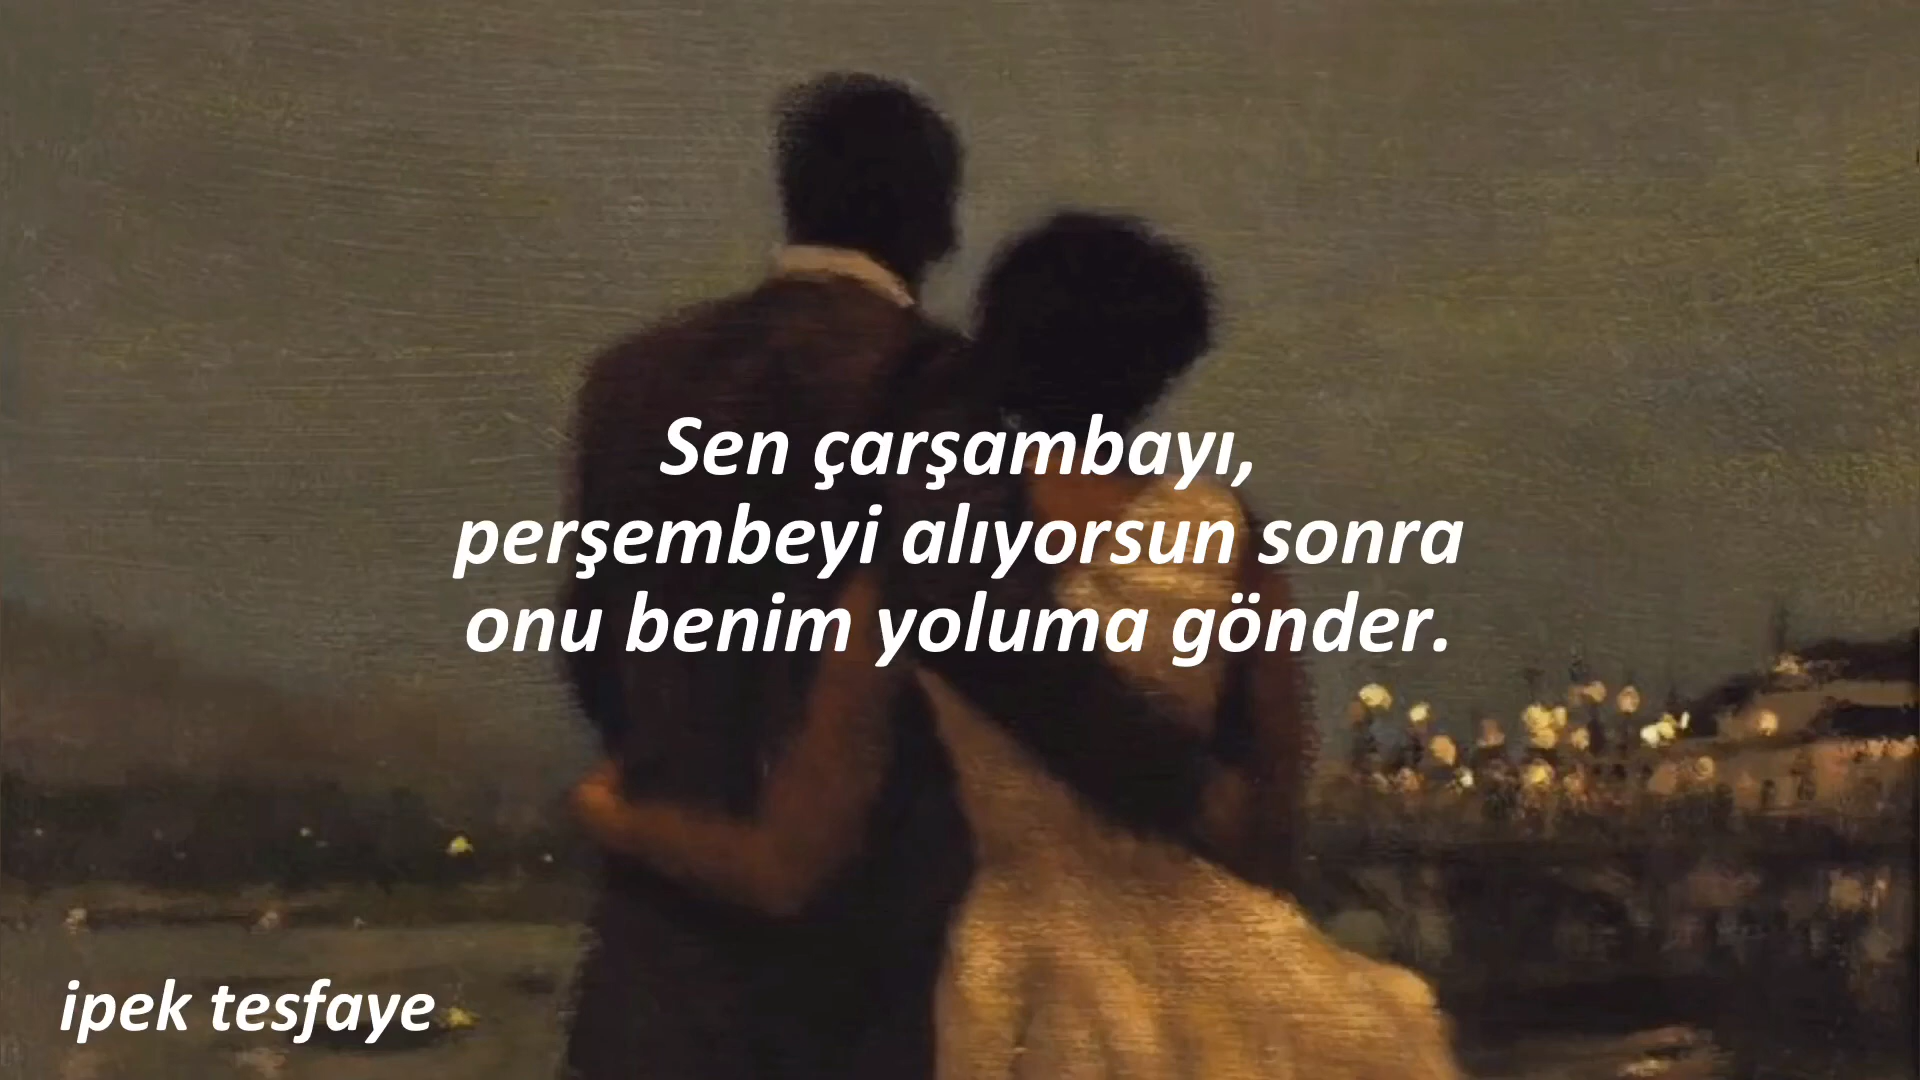 Sen çarşambayı,
perşembeyi alıyorsun sonra
onu benim yoluma gönder.
ipek tesfaye